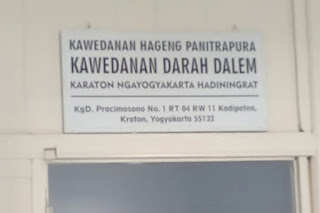 KAWEDANAN HAGENG PANITRAPURA
KAWEDANAN DARAH DALEM
KARATON NGAYOGYAKARTA HADININGRAT
KgD. Pracimosono No. 1 RT 04 RW 11 Kadipaten,
Kraton, Yogyakarta 55132